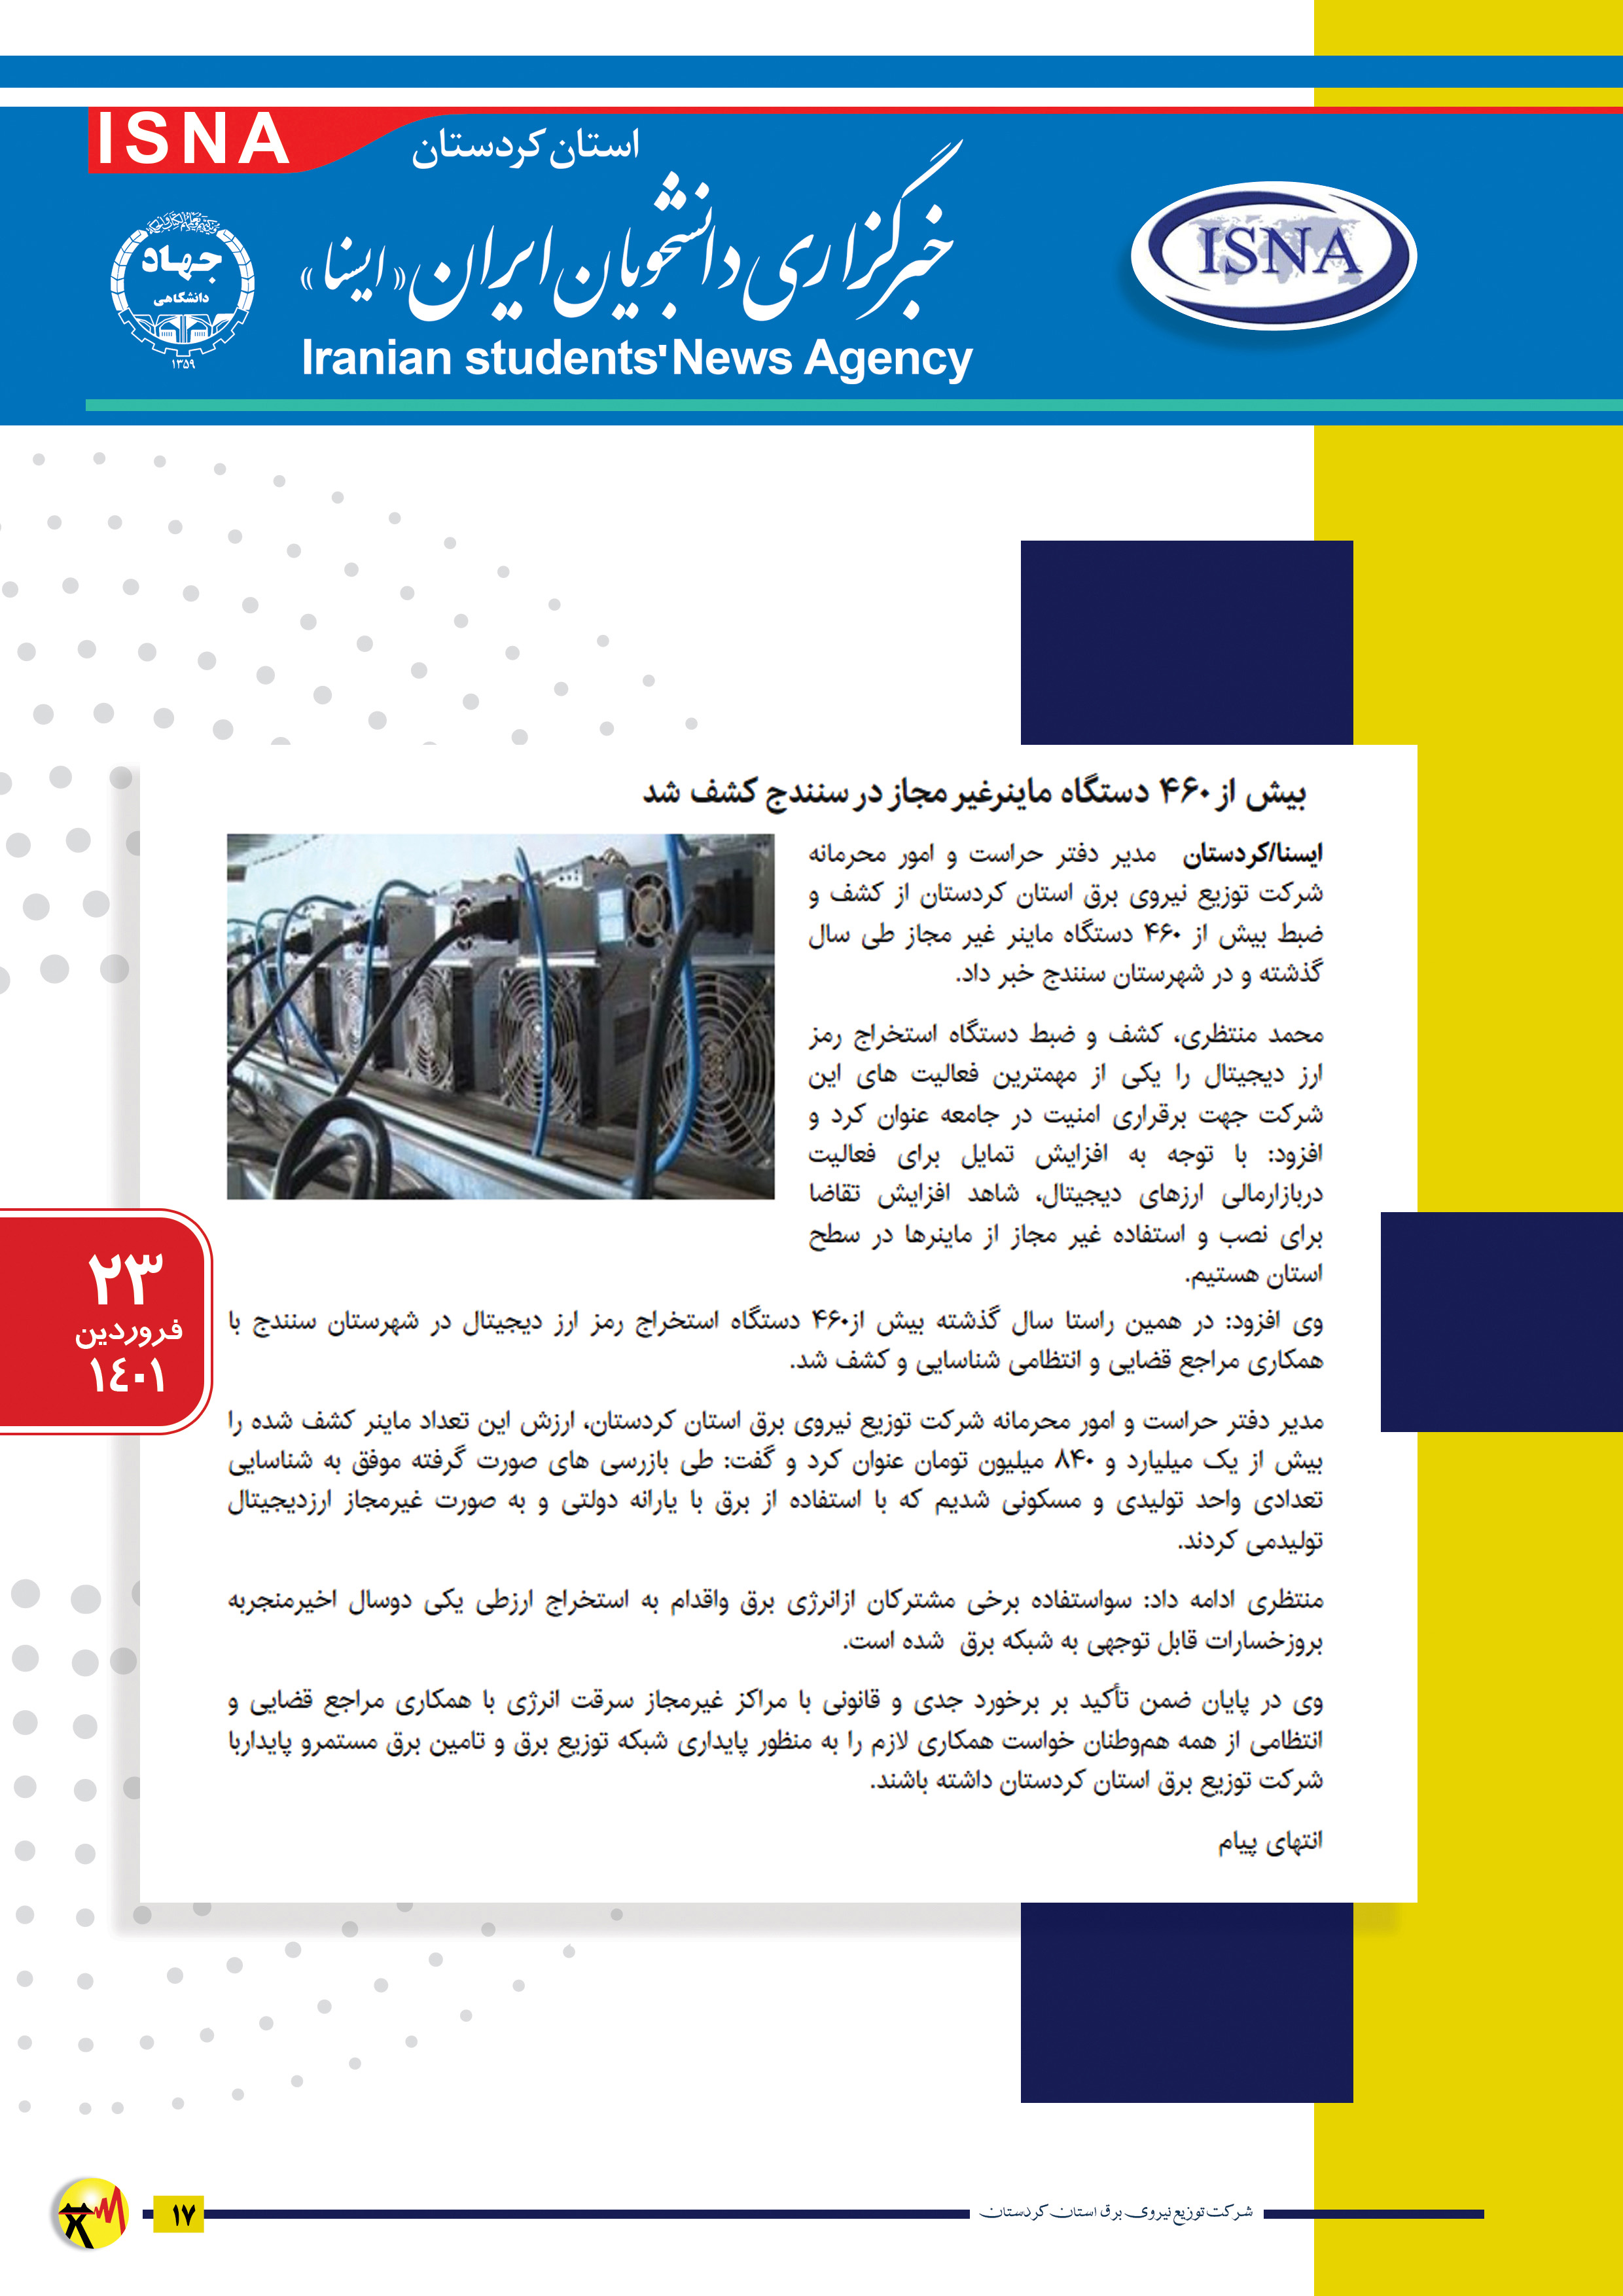 ISNA
استان کردستان
خبرگزاری دانشجویان ایران «ایسنا»
Iranian students' News Agency
ISNA
جهاد
دانشگاهی
۱۳۵۹
بیش از ۴۶۰ دستگاه ماینرغیر مجاز در سنندج کشف شد
ایسنا/کردستان مدیر دفتر حراست و امور محرمانه
شرکت توزیع نیروی برق استان کردستان از کشف و
ضبط بیش از ۴۶۰ دستگاه ماینر غیر مجاز طی سال
گذشته و در شهرستان سنندج خبر داد.
محمد منتظری، کشف و ضبط دستگاه استخراج رمز
ارز دیجیتال را یکی از مهمترین فعالیت های این
شرکت جهت برقراری امنیت در جامعه عنوان کرد و
افزود: با توجه به افزایش تمایل برای فعالیت
دربازارمالی ارزهای دیجیتال، شاهد افزایش تقاضا
برای نصب و استفاده غیر مجاز از ماینرها در سطح
استان هستیم.
وی افزود: در همین راستا سال گذشته بیش از۴۶۰ دستگاه استخراج رمز ارز دیجیتال در شهرستان سنندج با
همکاری مراجع قضایی و انتظامی شناسایی و کشف شد.
مدیر دفتر حراست و امور محرمانه شرکت توزیع نیروی برق استان کردستان، ارزش این تعداد ماینر کشف شده را
بیش از یک میلیارد و ۸۴۰ میلیون تومان عنوان کرد و گفت: طی بازرسی های صورت گرفته موفق به شناسایی
تعدادی واحد تولیدی و مسکونی شدیم که با استفاده از برق با یارانه دولتی و به صورت غیرمجاز ارزدیجیتال
تولیدمی کردند.
منتظری ادامه داد: سواستفاده برخی مشترکان ازانرژی برق واقدام به استخراج ارزطی یکی دوسال اخیرمنجربه
بروزخسارات قابل توجهی به شبکه برق شده است.
وی در پایان ضمن تأکید بر برخورد جدی و قانونی با مراکز غیرمجاز سرقت انرژی با همکاری مراجع قضایی و
انتظامی از همه هم‌وطنان خواست همکاری لازم را به منظور پایداری شبکه توزیع برق و تامین برق مستمرو پایداربا
شرکت توزیع برق استان کردستان داشته باشند.
انتهای پیام
۲۳
فروردین
۱٤۰۱
شرکت توزیع نیروی برق استان کردستان
۱۷